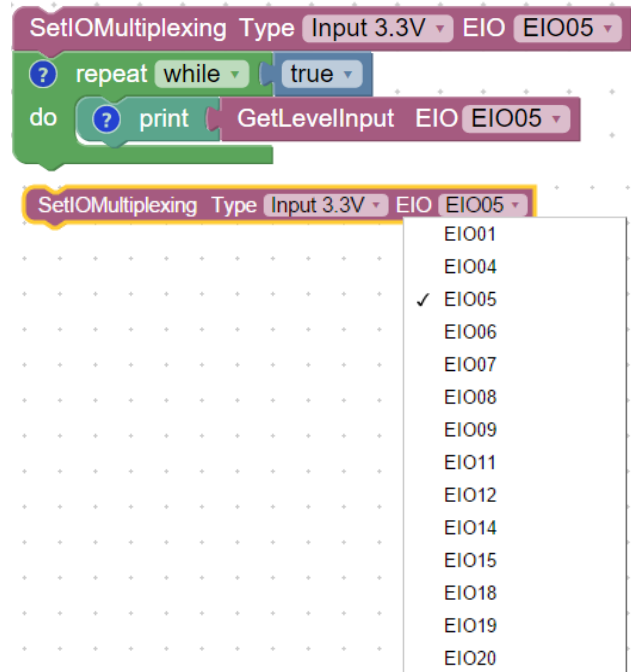 SetIOMultiplexing Type Input 3.3V EIO EIO05
? repeat while true
do ? print GetLevelInput EIO EIO05
SetIOMultiplexing Type Input 3.3V EIO EIO05
EIO01
EIO04
✓ EIO05
EIO06
EIO07
EIO08
EIO09
EIO11
EIO12
EIO14
EIO15
EIO18
EIO19
EIO20